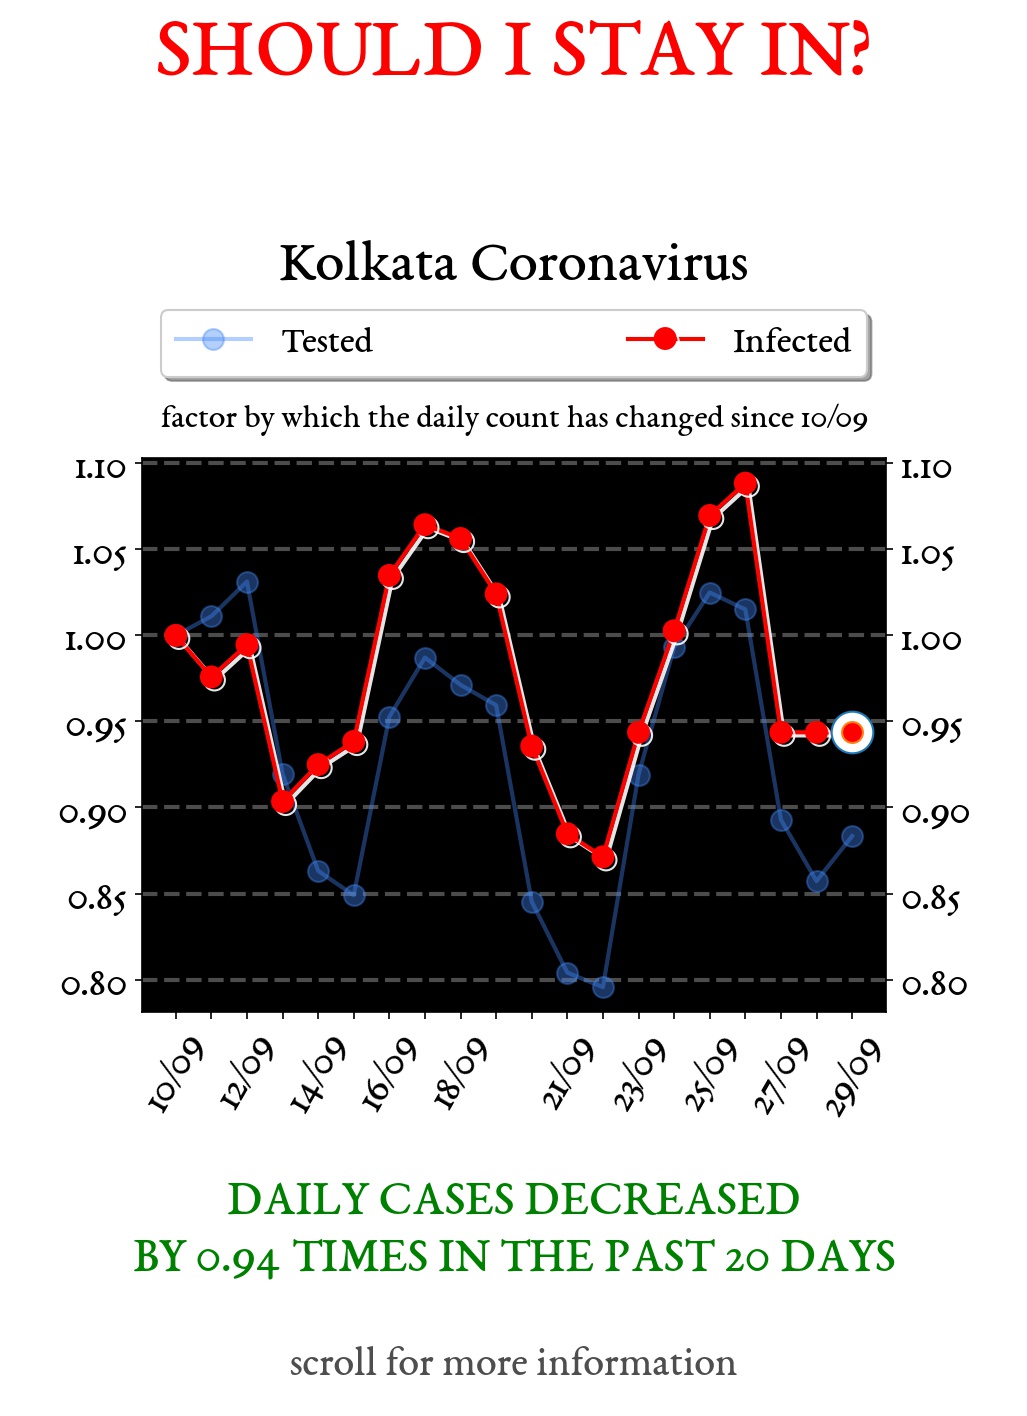 SHOULD I STAY IN?
Kolkata Coronavirus
Tested Infected
factor by which the daily count has changed since 10/09
1.10 1.10
1.05 1.05
1.00 1.00
0.95 0.95
0.90 0.90
0.85 0.85
0.80 0.80
10/09 12/09 14/09 16/09 18/09 21/09 23/09 25/09 27/09 29/09
DAILY CASES DECREASED
BY 0.94 TIMES IN THE PAST 20 DAYS
scroll for more information